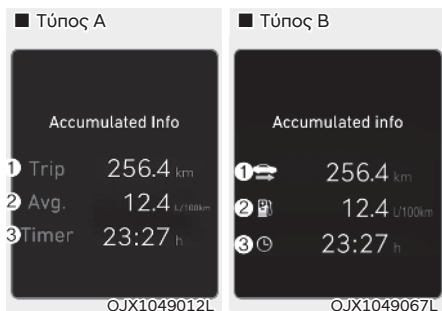 ■ Τύπος A
Accumulated Info
1 Trip 256.4 km
2 Avg. 12.4 L/100km
3 Timer 23:27 h
OJX1049012L
■ Τύπος B
Accumulated info
1 256.4 km
2 12.4 L/100km
3 23:27 h
OJX1049067L